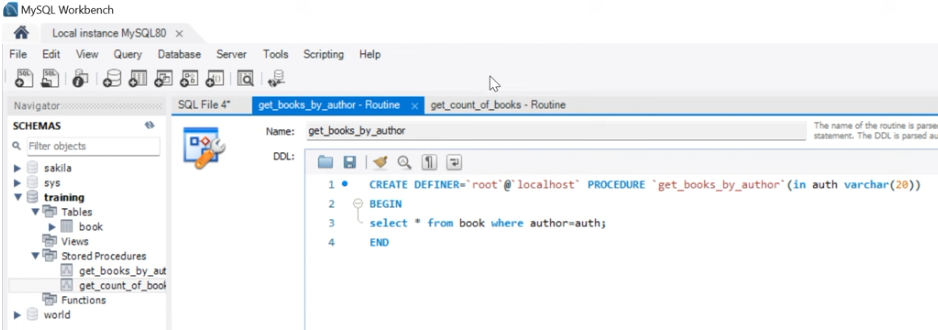 MySQL Workbench
Local instance MySQL80
File Edit View Query Database Server Tools Scripting Help
Navigator
SQL File 4* get_books_by_author - Routine get_count_of_books - Routine
SCHEMAS
Filter objects
sakila
sys
training
Tables
book
Views
Stored Procedures
get_books_by_aut
get_count_of_book
Functions
world
Name: get_books_by_author
The name of the routine is parsed
statement. The DDL is parsed au
DDL:
1 CREATE DEFINER=`root`@`localhost` PROCEDURE `get_books_by_author`(in auth varchar(20))
2 BEGIN
3 select * from book where author=auth;
4 END